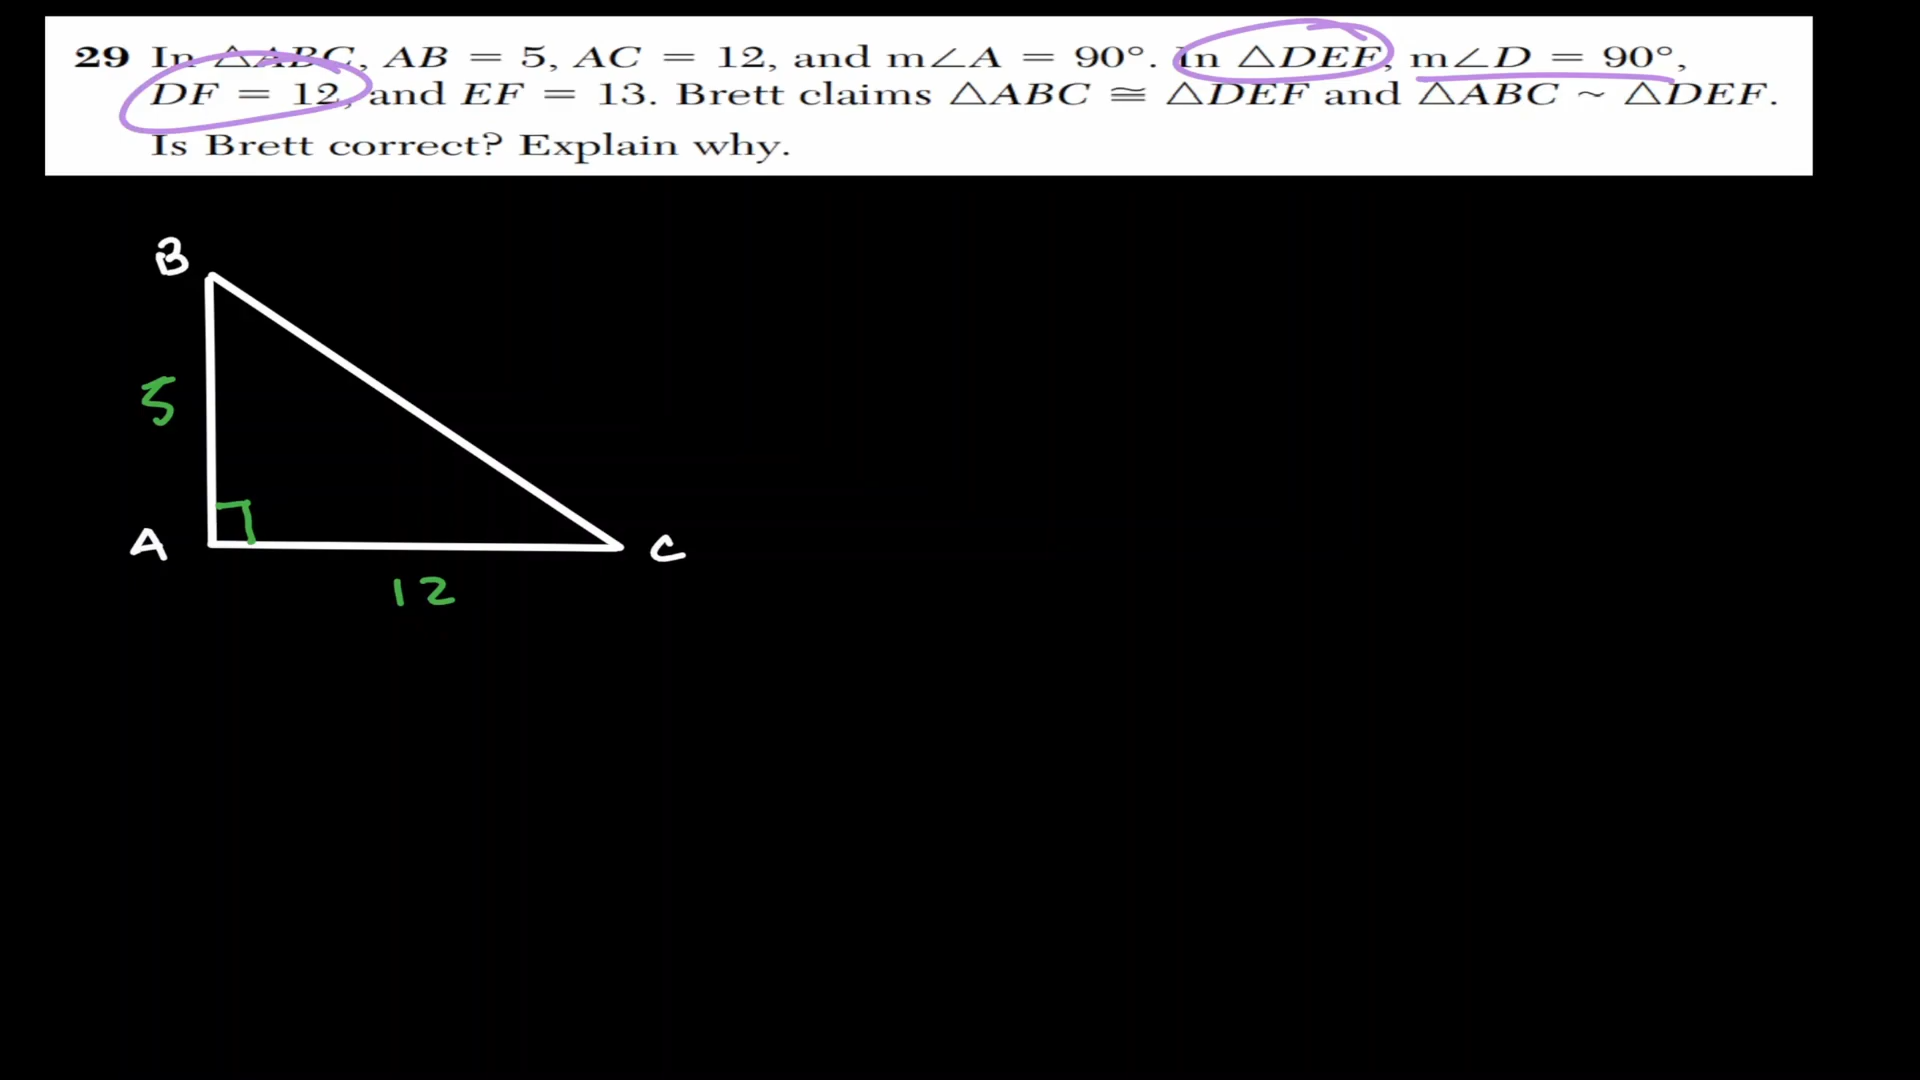 29 In △ABC, AB = 5, AC = 12, and m∠A = 90°. In △DEF, m∠D = 90°,
DF = 12, and EF = 13. Brett claims △ABC ≅ △DEF and △ABC ~ △DEF.
Is Brett correct? Explain why.
B
5
A
C
12